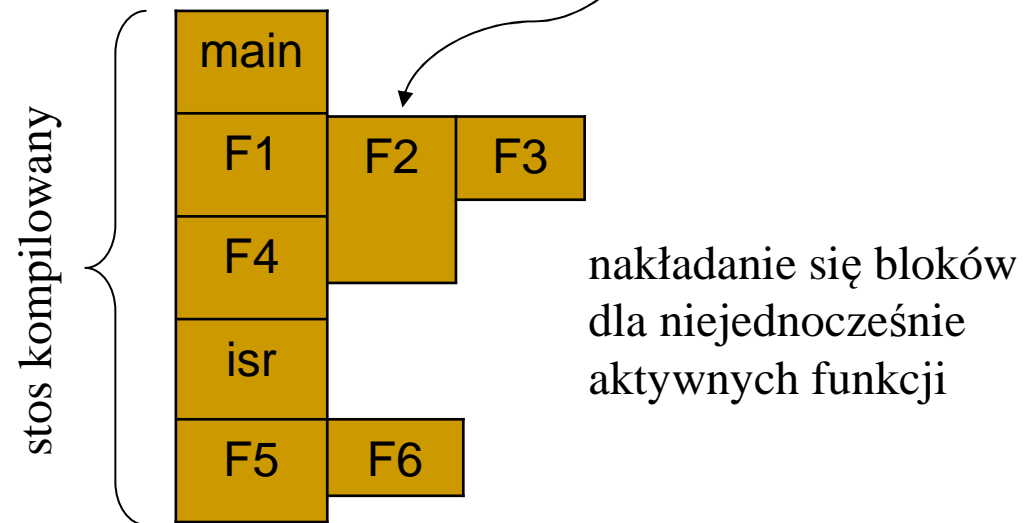 stos kompilowany
main
F1 F2 F3
F4
isr
F5 F6
nakładanie się bloków
dla niejednocześnie
aktywnych funkcji